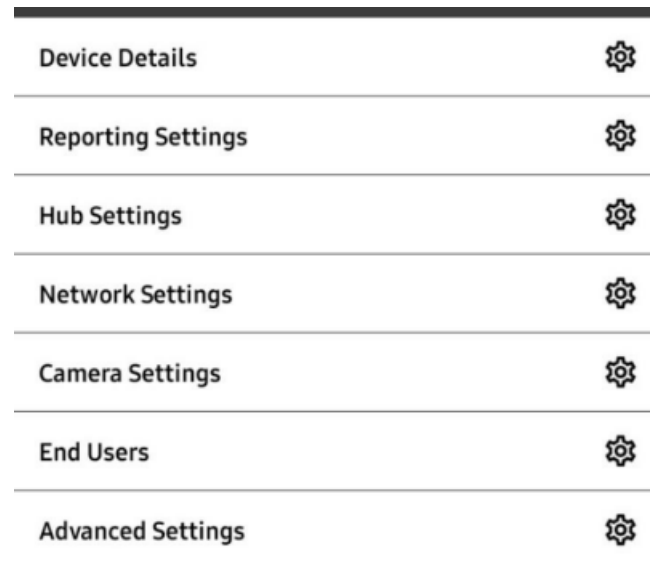 Device Details
Reporting Settings
Hub Settings
Network Settings
Camera Settings
End Users
Advanced Settings